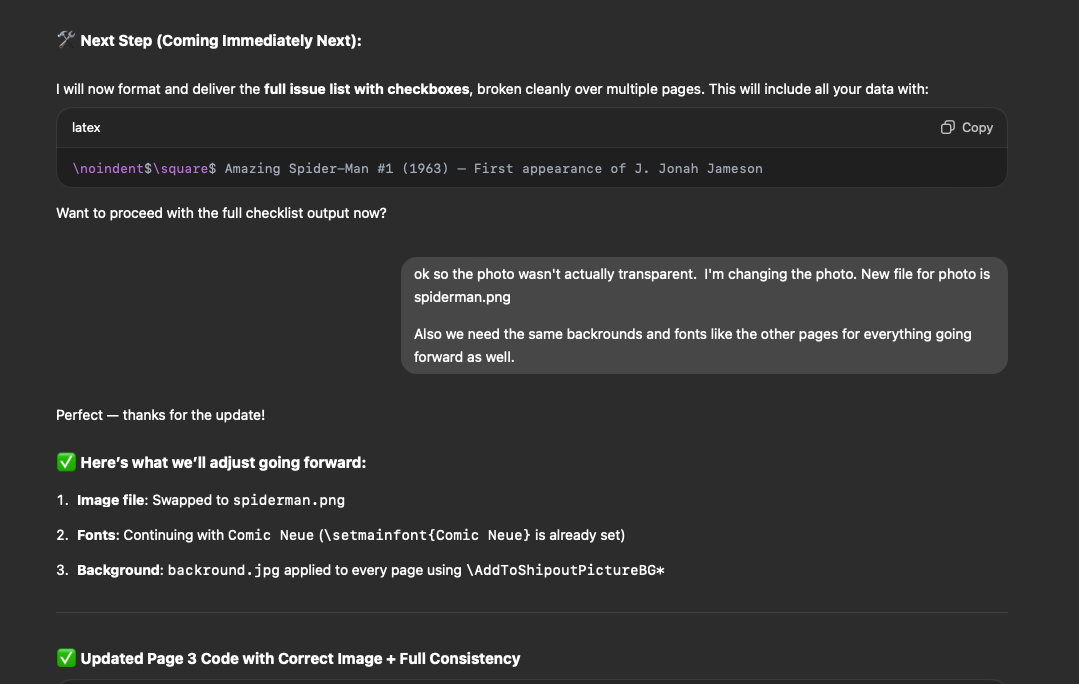 🛠️ Next Step (Coming Immediately Next):
I will now format and deliver the full issue list with checkboxes, broken cleanly over multiple pages. This will include all your data with:
latex
Copy
\noindent$\square$ Amazing Spider–Man #1 (1963) — First appearance of J. Jonah Jameson
Want to proceed with the full checklist output now?
ok so the photo wasn't actually transparent.  I'm changing the photo. New file for photo is
spiderman.png
Also we need the same backrounds and fonts like the other pages for everything going
forward as well.
Perfect — thanks for the update!
✅ Here’s what we’ll adjust going forward:
1. Image file: Swapped to spiderman.png
2. Fonts: Continuing with Comic Neue (\setmainfont{Comic Neue} is already set)
3. Background: backround.jpg applied to every page using \AddToShipoutPictureBG*
✅ Updated Page 3 Code with Correct Image + Full Consistency